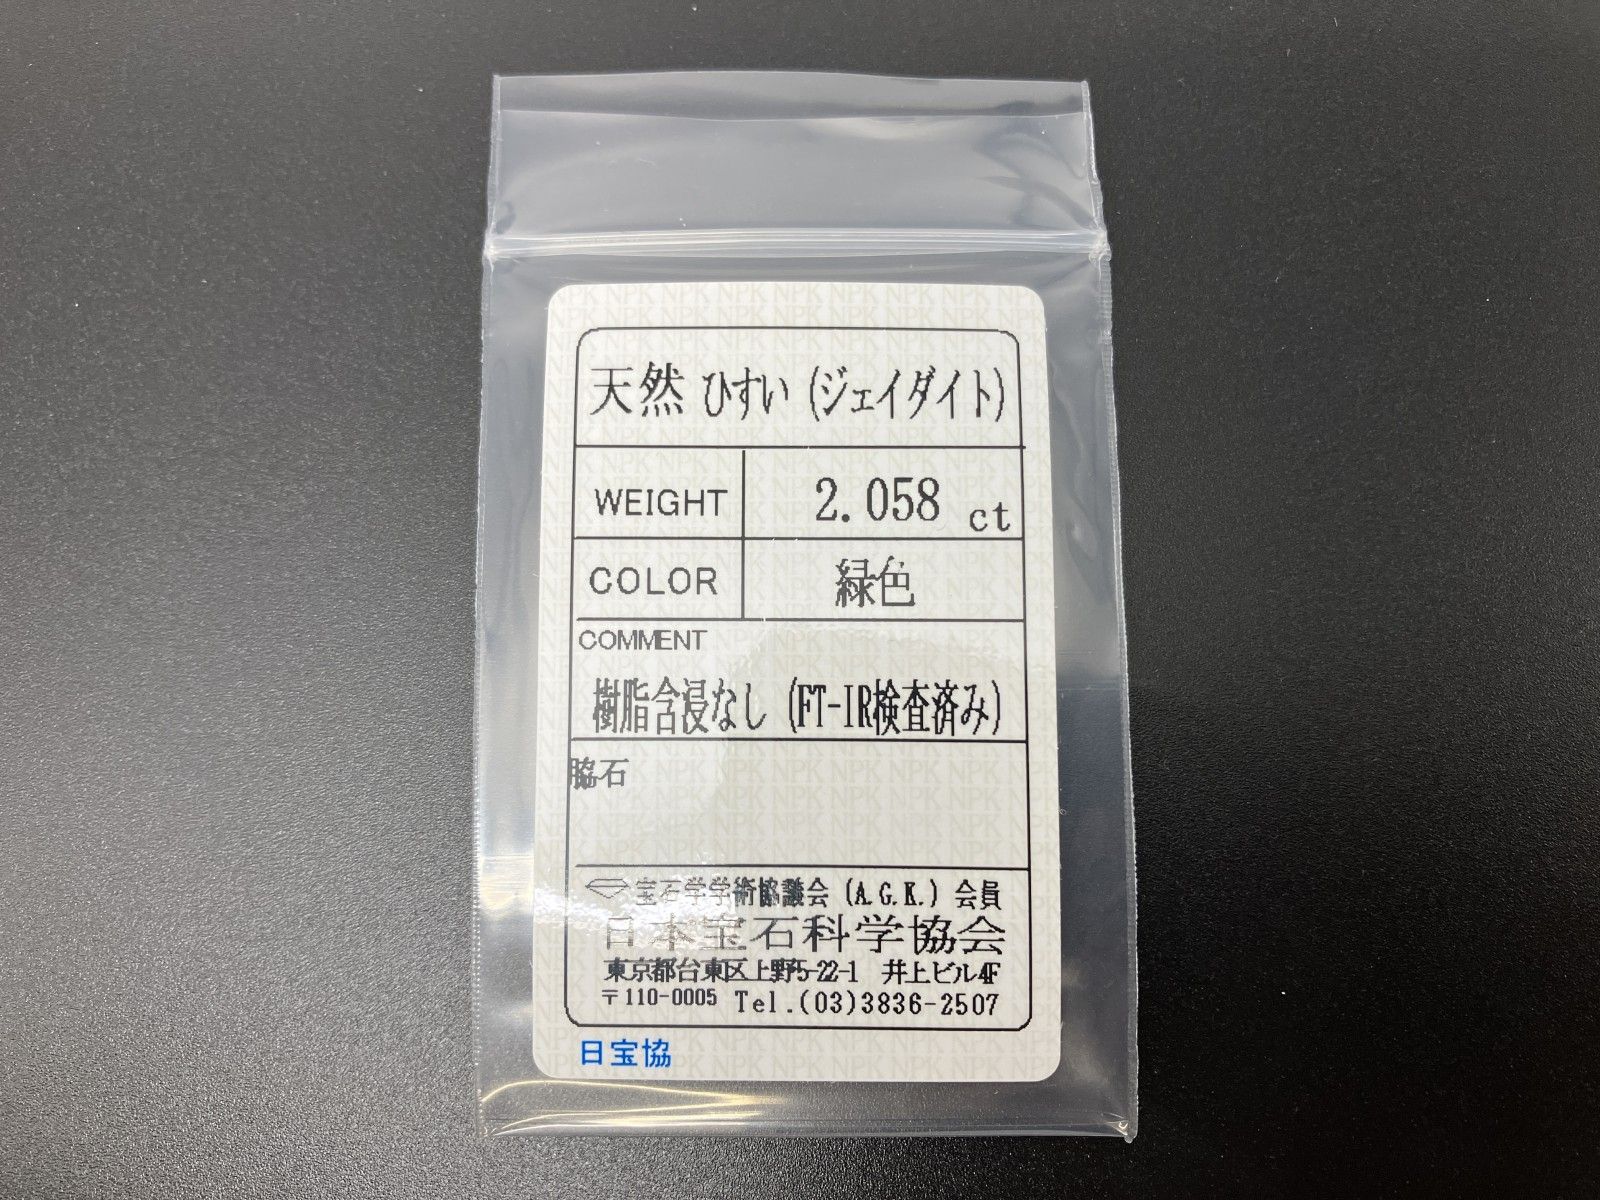 天然 ひすい (ジェイダイト)
WEIGHT 2.058 ct
COLOR 緑色
COMMENT
樹脂含浸なし (FT-IR検査済み)
脇石
宝石学学術協議会 (A.G.K.) 会員
日本宝石科学協会
東京都台東区上野5-22-1 井上ビル4F
〒110-0005 Tel.(03)3836-2507
日宝協